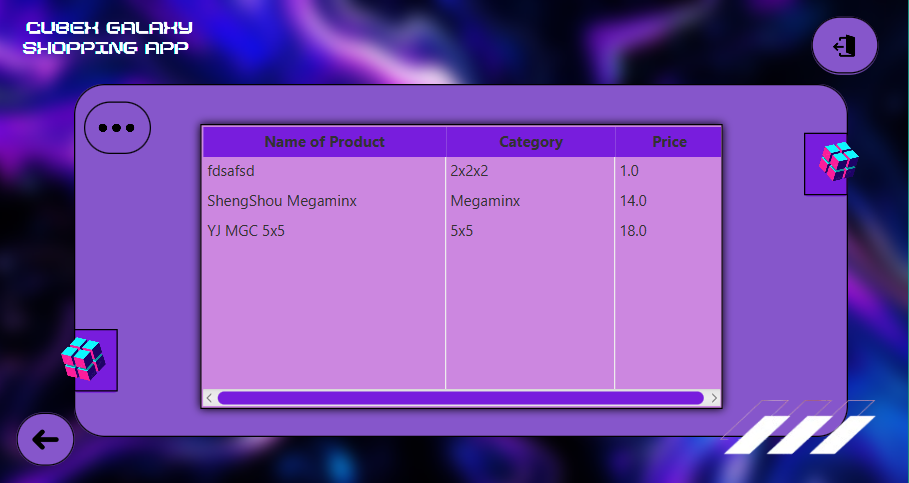 CUBEX GALAXY
SHOPPING APP
Name of Product Category Price
fdsafsd 2x2x2 1.0
ShengShou Megaminx Megaminx 14.0
YJ MGC 5x5 5x5 18.0